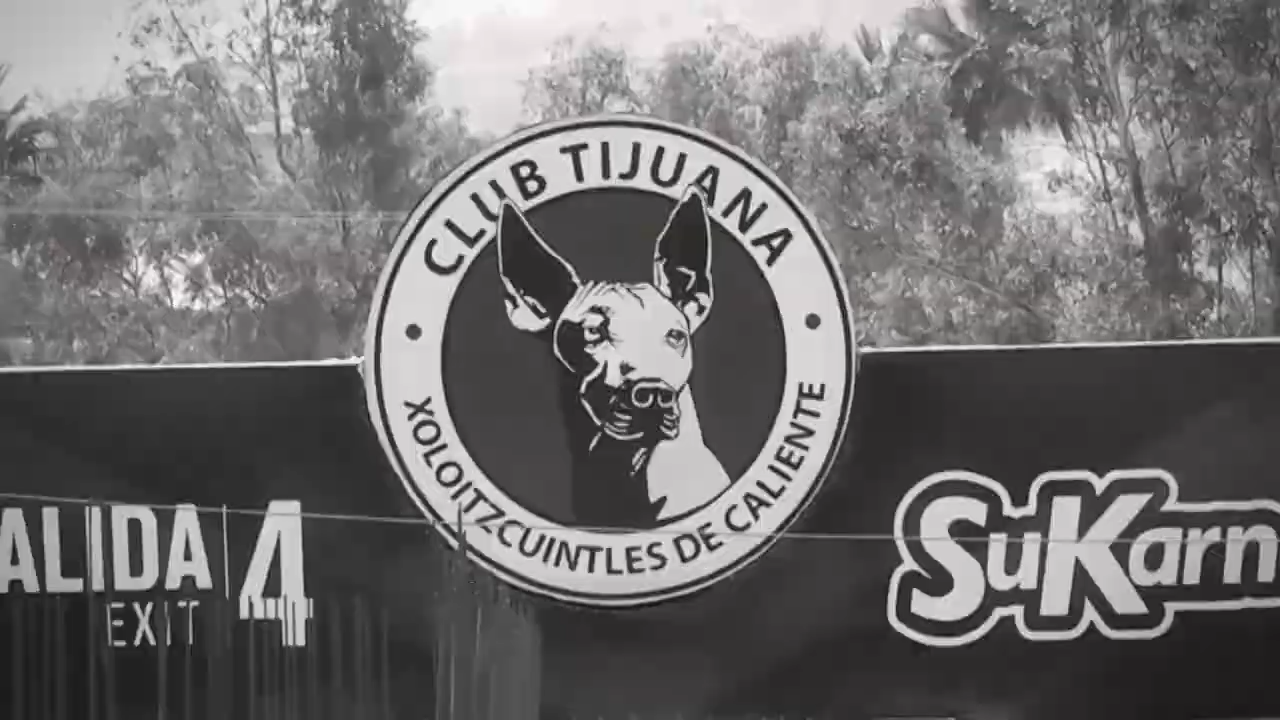 CLUB TIJUANA
XOLOITZCUINTLES DE CALIENTE
ALIDA 4
EXIT
SuKarn